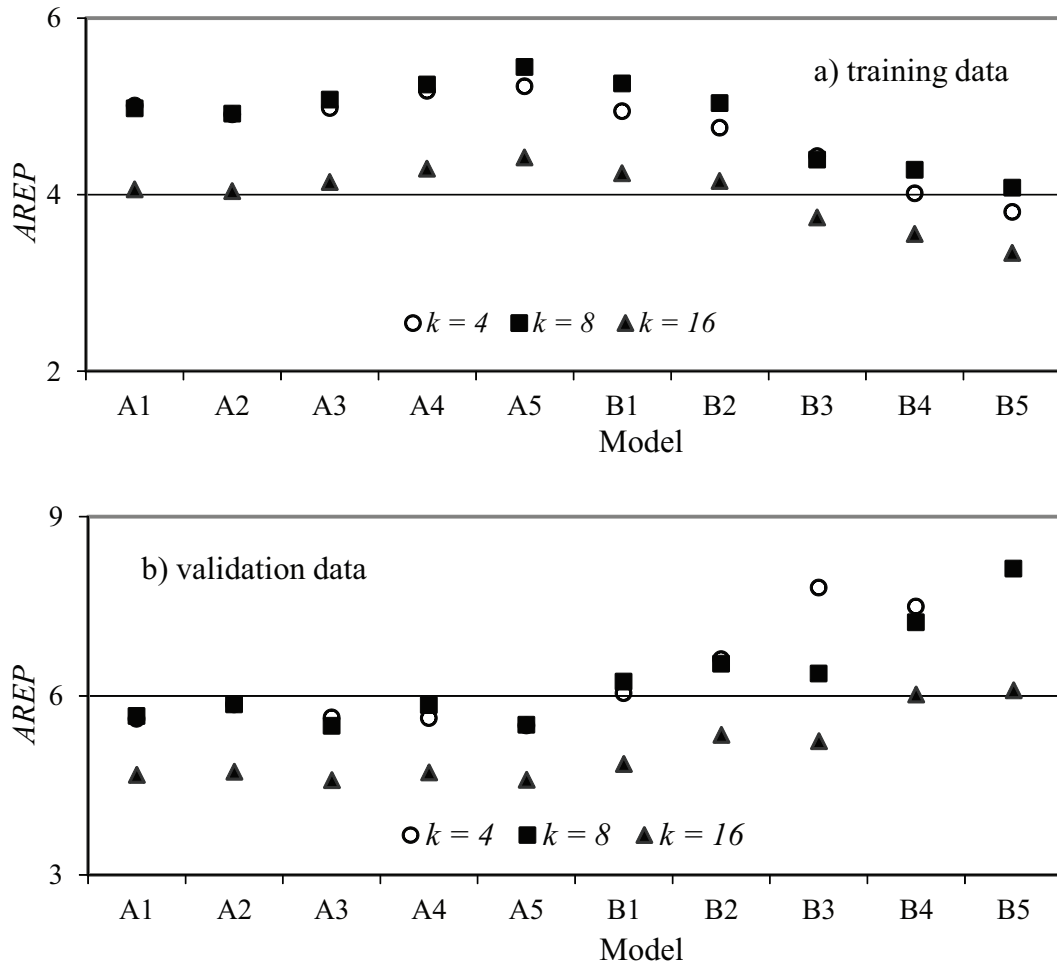 6
a) training data
4
AREP
k = 4 k = 8 k = 16
2
A1 A2 A3 A4 A5 B1 B2 B3 B4 B5
Model
9
b) validation data
6
AREP
k = 4 k = 8 k = 16
3
A1 A2 A3 A4 A5 B1 B2 B3 B4 B5
Model